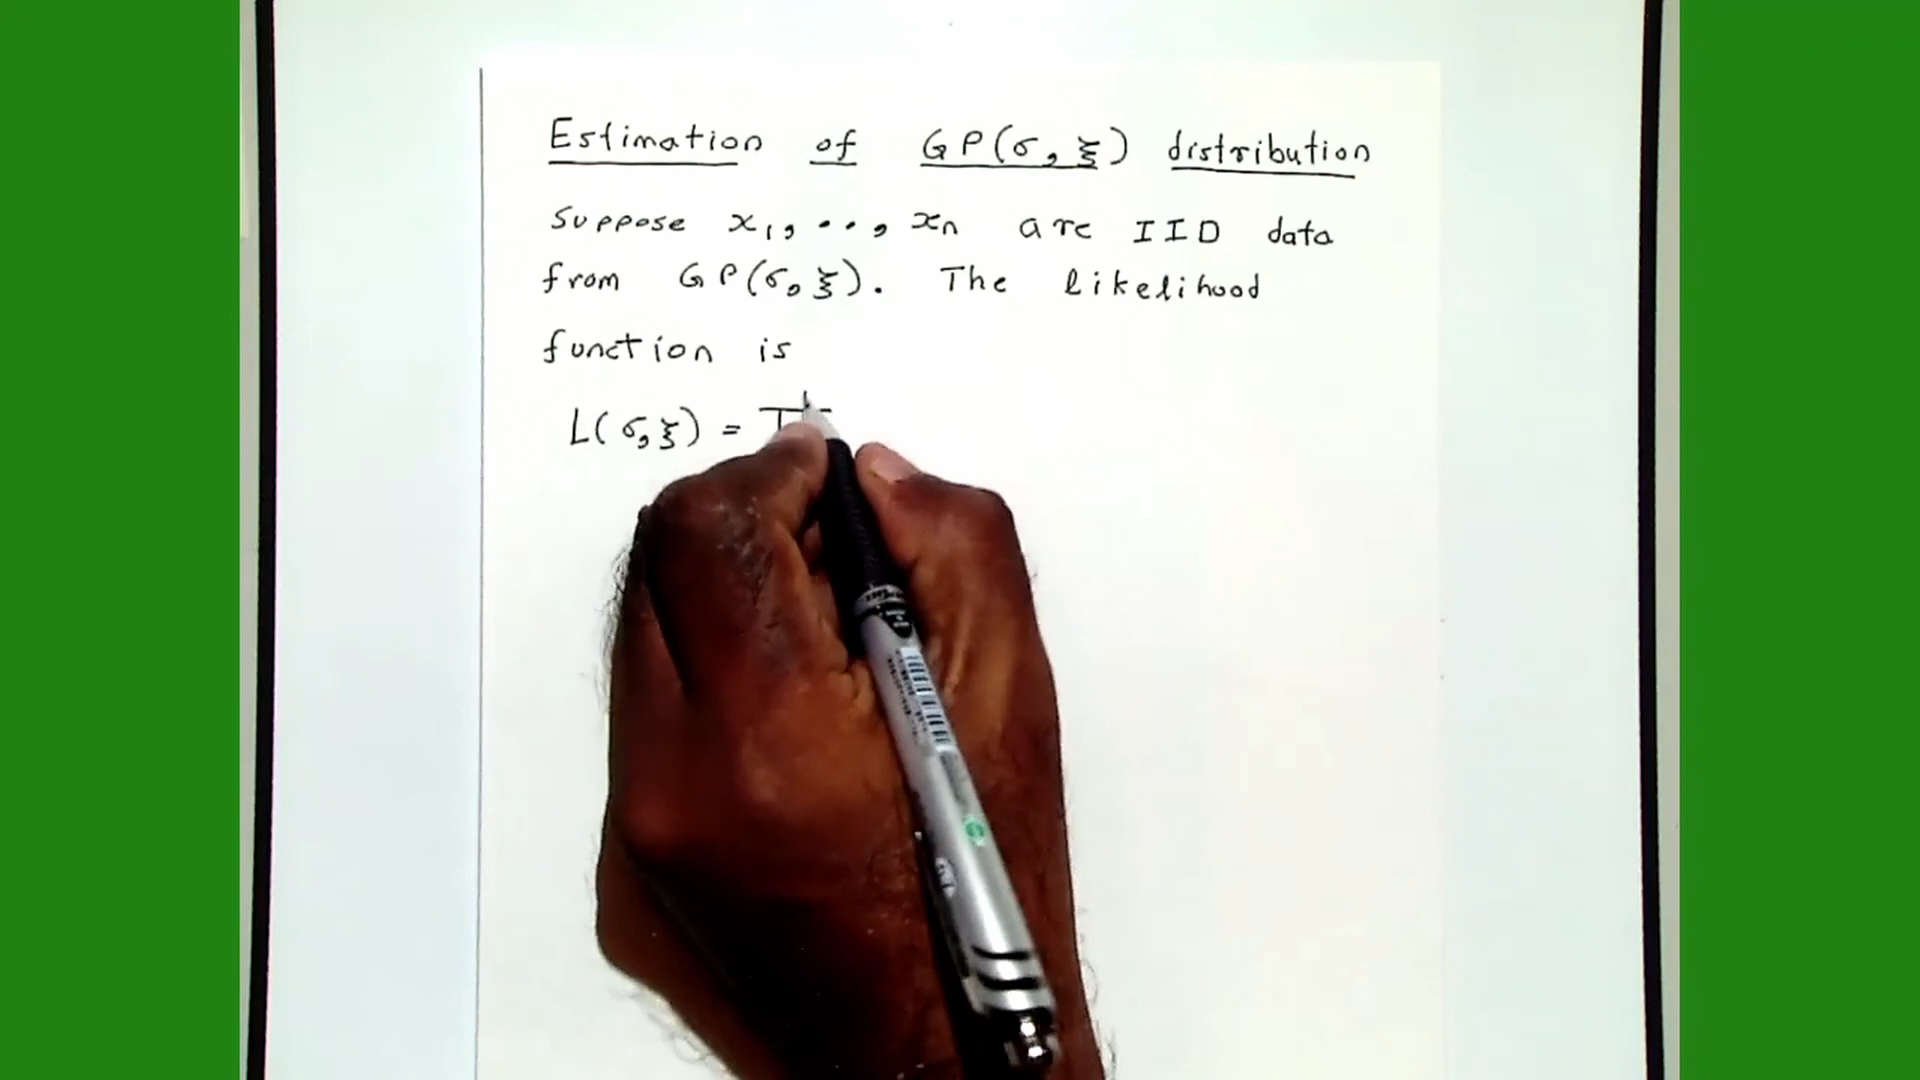 Estimation of GP(σ, ξ) distribution
Suppose x₁, .., xₙ are IID data
from GP(σ, ξ). The likelihood
function is
L(σ, ξ) = Π